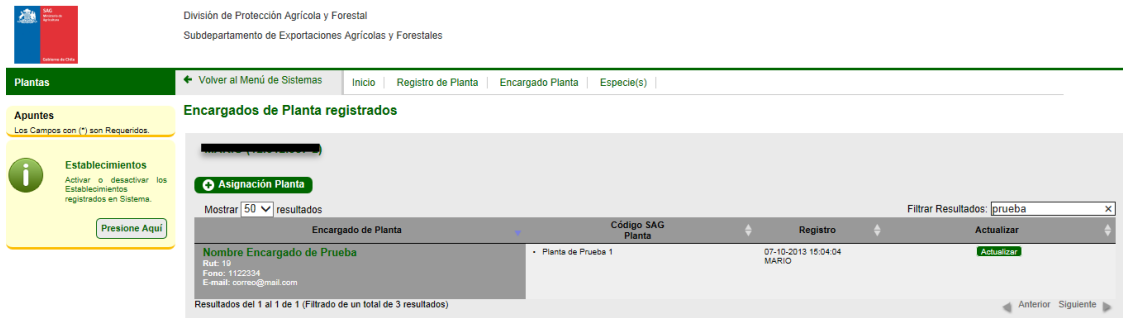 SAG
Ministerio de
Agricultura
Gobierno de Chile
División de Protección Agrícola y Forestal
Subdepartamento de Exportaciones Agrícolas y Forestales
Plantas
Volver al Menú de Sistemas
Inicio
Registro de Planta
Encargado Planta
Especie(s)
Apuntes
Los Campos con (*) son Requeridos.
Establecimientos
Activar o desactivar los
Establecimientos
registrados en Sistema.
Presione Aquí
Encargados de Planta registrados
Asignación Planta
Mostrar 50 resultados
Filtrar Resultados: prueba
Encargado de Planta
Código SAG
Planta
Registro
Actualizar
Nombre Encargado de Prueba
Rut: 19
Fono: 1122334
E-mail: correo@mail.com
Planta de Prueba 1
07-10-2013 15:04:04
MARIO
Actualizar
Resultados del 1 al 1 de 1 (Filtrado de un total de 3 resultados)
Anterior Siguiente